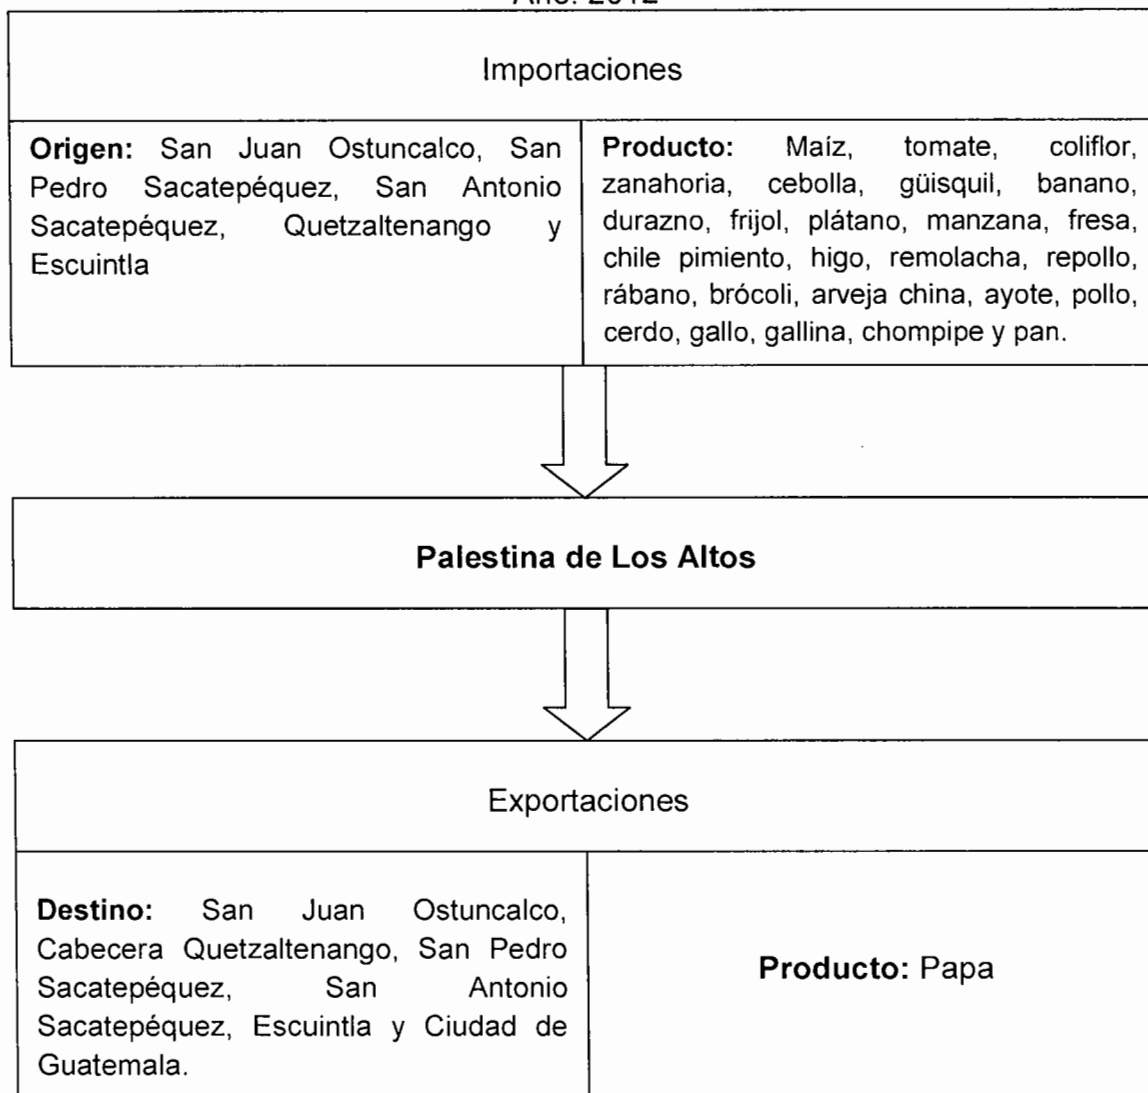 Año: 2012
Importaciones
Origen: San Juan Ostuncalco, San
Pedro Sacatepéquez, San Antonio
Sacatepéquez, Quetzaltenango y
Escuintla
Producto: Maíz, tomate, coliflor,
zanahoria, cebolla, güisquil, banano,
durazno, frijol, plátano, manzana, fresa,
chile pimiento, higo, remolacha, repollo,
rábano, brócoli, arveja china, ayote, pollo,
cerdo, gallo, gallina, chompipe y pan.
Palestina de Los Altos
Exportaciones
Destino: San Juan Ostuncalco,
Cabecera Quetzaltenango, San Pedro
Sacatepéquez, San Antonio
Sacatepéquez, Escuintla y Ciudad de
Guatemala.
Producto: Papa